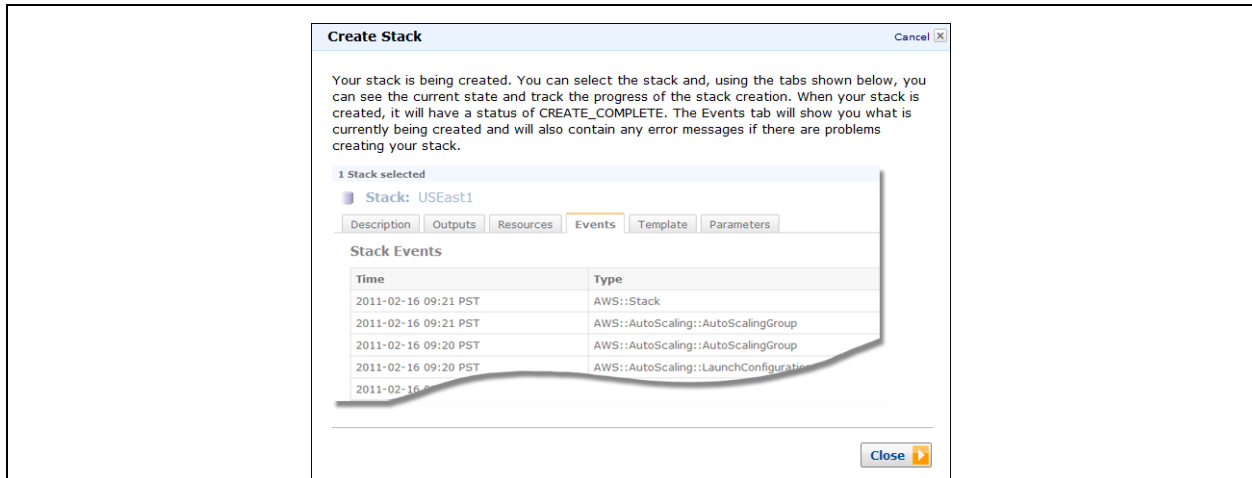 Create Stack
Cancel
Your stack is being created. You can select the stack and, using the tabs shown below, you
can see the current state and track the progress of the stack creation. When your stack is
created, it will have a status of CREATE_COMPLETE. The Events tab will show you what is
currently being created and will also contain any error messages if there are problems
creating your stack.
1 Stack selected
Stack: USEast1
Description Outputs Resources Events Template Parameters
Stack Events
Time Type
2011-02-16 09:21 PST AWS::Stack
2011-02-16 09:21 PST AWS::AutoScaling::AutoScalingGroup
2011-02-16 09:20 PST AWS::AutoScaling::AutoScalingGroup
2011-02-16 09:20 PST AWS::AutoScaling::LaunchConfiguratio
2011-02-16
Close